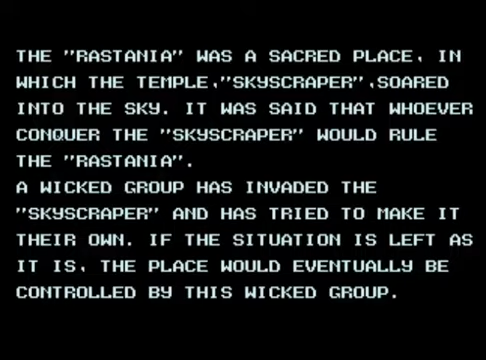 THE "RASTANIA" WAS A SACRED PLACE, IN
WHICH THE TEMPLE,"SKYSCRAPER",SOARED
INTO THE SKY. IT WAS SAID THAT WHOEVER
CONQUER THE "SKYSCRAPER" WOULD RULE
THE "RASTANIA".
A WICKED GROUP HAS INVADED THE
"SKYSCRAPER" AND HAS TRIED TO MAKE IT
THEIR OWN. IF THE SITUATION IS LEFT AS
IT IS, THE PLACE WOULD EVENTUALLY BE
CONTROLLED BY THIS WICKED GROUP.